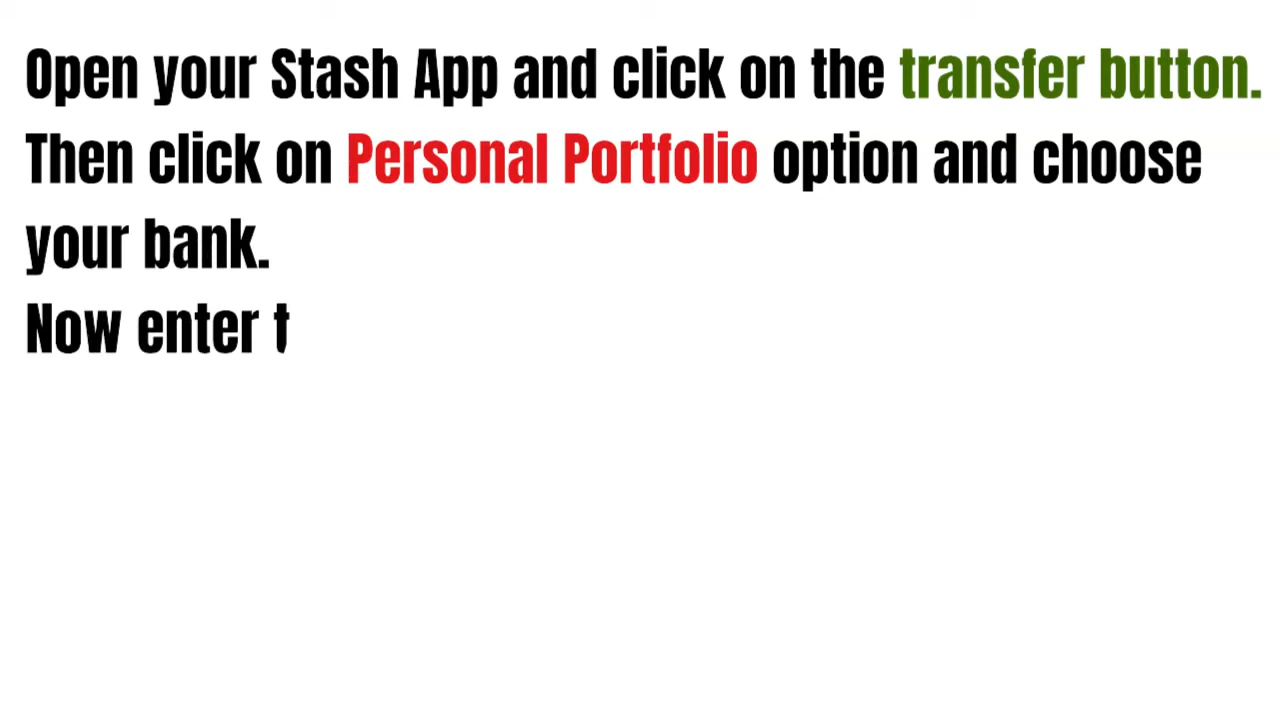 Open your Stash App and click on the transfer button.
Then click on Personal Portfolio option and choose
your bank.
Now enter t